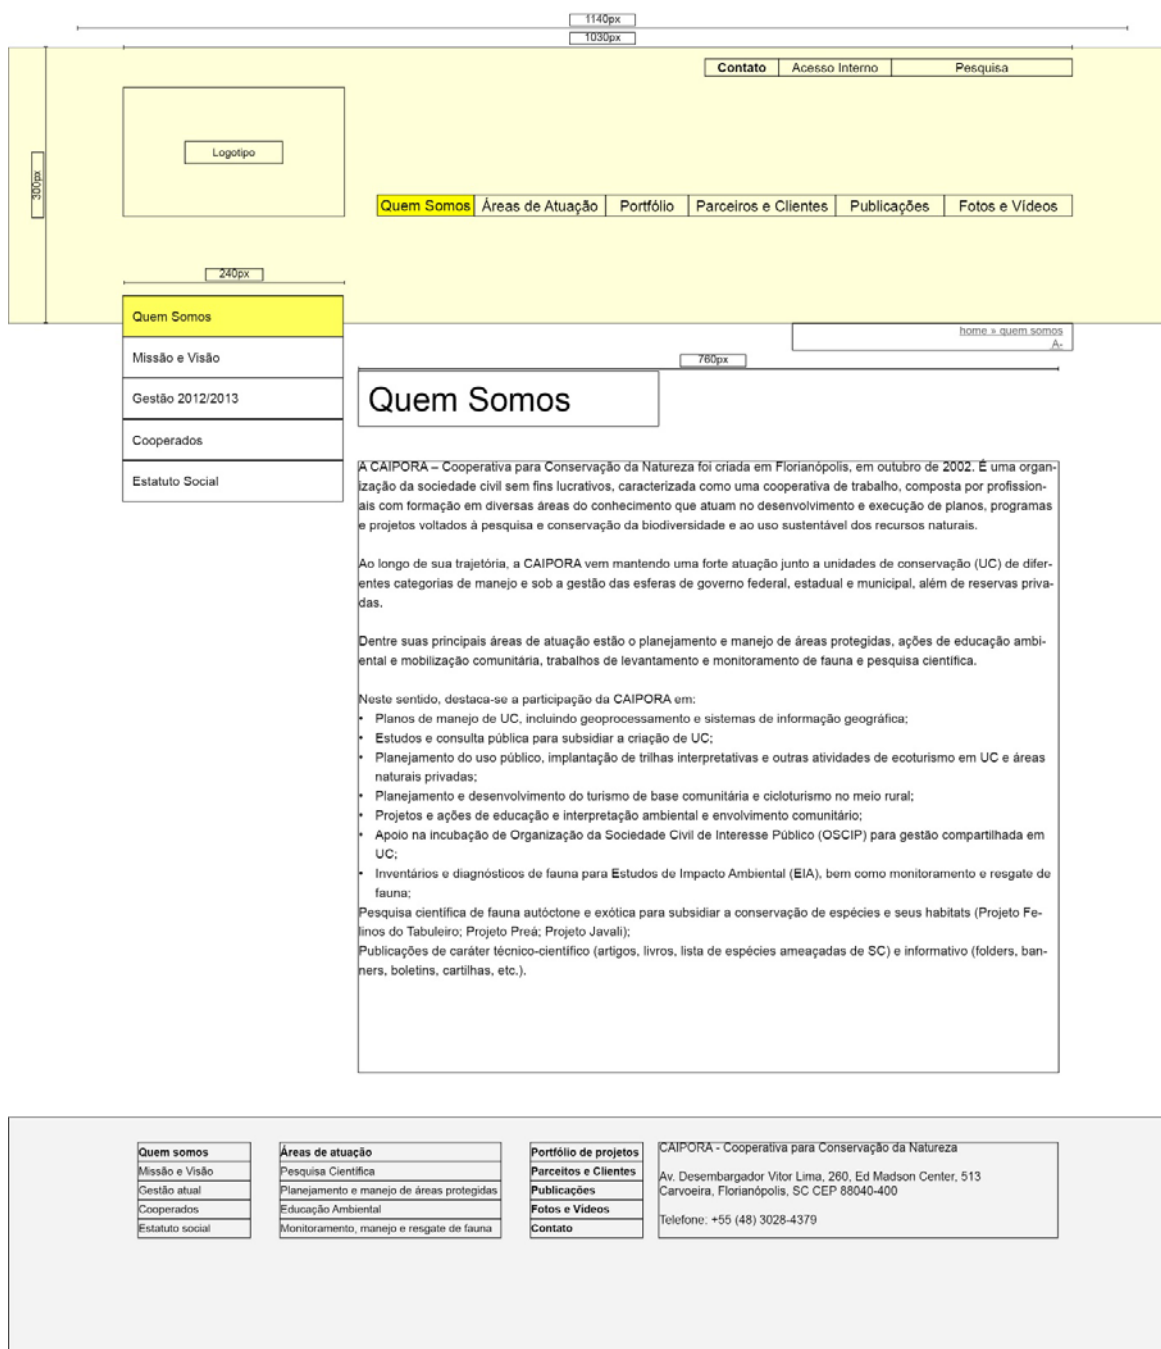 1140px
1030px
Contato Acesso Interno Pesquisa
Logotipo
300px
Quem Somos Áreas de Atuação Portfólio Parceiros e Clientes Publicações Fotos e Vídeos
240px
Quem Somos
home » quem somos
A-
Missão e Visão
760px
Gestão 2012/2013
Quem Somos
Cooperados
Estatuto Social
A CAIPORA – Cooperativa para Conservação da Natureza foi criada em Florianópolis, em outubro de 2002. É uma organ-
ização da sociedade civil sem fins lucrativos, caracterizada como uma cooperativa de trabalho, composta por profission-
ais com formação em diversas áreas do conhecimento que atuam no desenvolvimento e execução de planos, programas
e projetos voltados à pesquisa e conservação da biodiversidade e ao uso sustentável dos recursos naturais.
Ao longo de sua trajetória, a CAIPORA vem mantendo uma forte atuação junto a unidades de conservação (UC) de difer-
entes categorias de manejo e sob a gestão das esferas de governo federal, estadual e municipal, além de reservas priva-
das.
Dentre suas principais áreas de atuação estão o planejamento e manejo de áreas protegidas, ações de educação ambi-
ental e mobilização comunitária, trabalhos de levantamento e monitoramento de fauna e pesquisa científica.
Neste sentido, destaca-se a participação da CAIPORA em:
• Planos de manejo de UC, incluindo geoprocessamento e sistemas de informação geográfica;
• Estudos e consulta pública para subsidiar a criação de UC;
• Planejamento do uso público, implantação de trilhas interpretativas e outras atividades de ecoturismo em UC e áreas
naturais privadas;
• Planejamento e desenvolvimento do turismo de base comunitária e cicloturismo no meio rural;
• Projetos e ações de educação e interpretação ambiental e envolvimento comunitário;
• Apoio na incubação de Organização da Sociedade Civil de Interesse Público (OSCIP) para gestão compartilhada em
UC;
• Inventários e diagnósticos de fauna para Estudos de Impacto Ambiental (EIA), bem como monitoramento e resgate de
fauna;
Pesquisa científica de fauna autóctone e exótica para subsidiar a conservação de espécies e seus habitats (Projeto Fe-
linos do Tabuleiro; Projeto Preá; Projeto Javali);
Publicações de caráter técnico-científico (artigos, livros, lista de espécies ameaçadas de SC) e informativo (folders, ban-
ners, boletins, cartilhas, etc.).
Quem somos
Missão e Visão
Gestão atual
Cooperados
Estatuto social
Áreas de atuação
Pesquisa Científica
Planejamento e manejo de áreas protegidas
Educação Ambiental
Monitoramento, manejo e resgate de fauna
Portfólio de projetos
Parceitos e Clientes
Publicações
Fotos e Vídeos
Contato
CAIPORA - Cooperativa para Conservação da Natureza
Av. Desembargador Vitor Lima, 260, Ed Madson Center, 513
Carvoeira, Florianópolis, SC CEP 88040-400
Telefone: +55 (48) 3028-4379